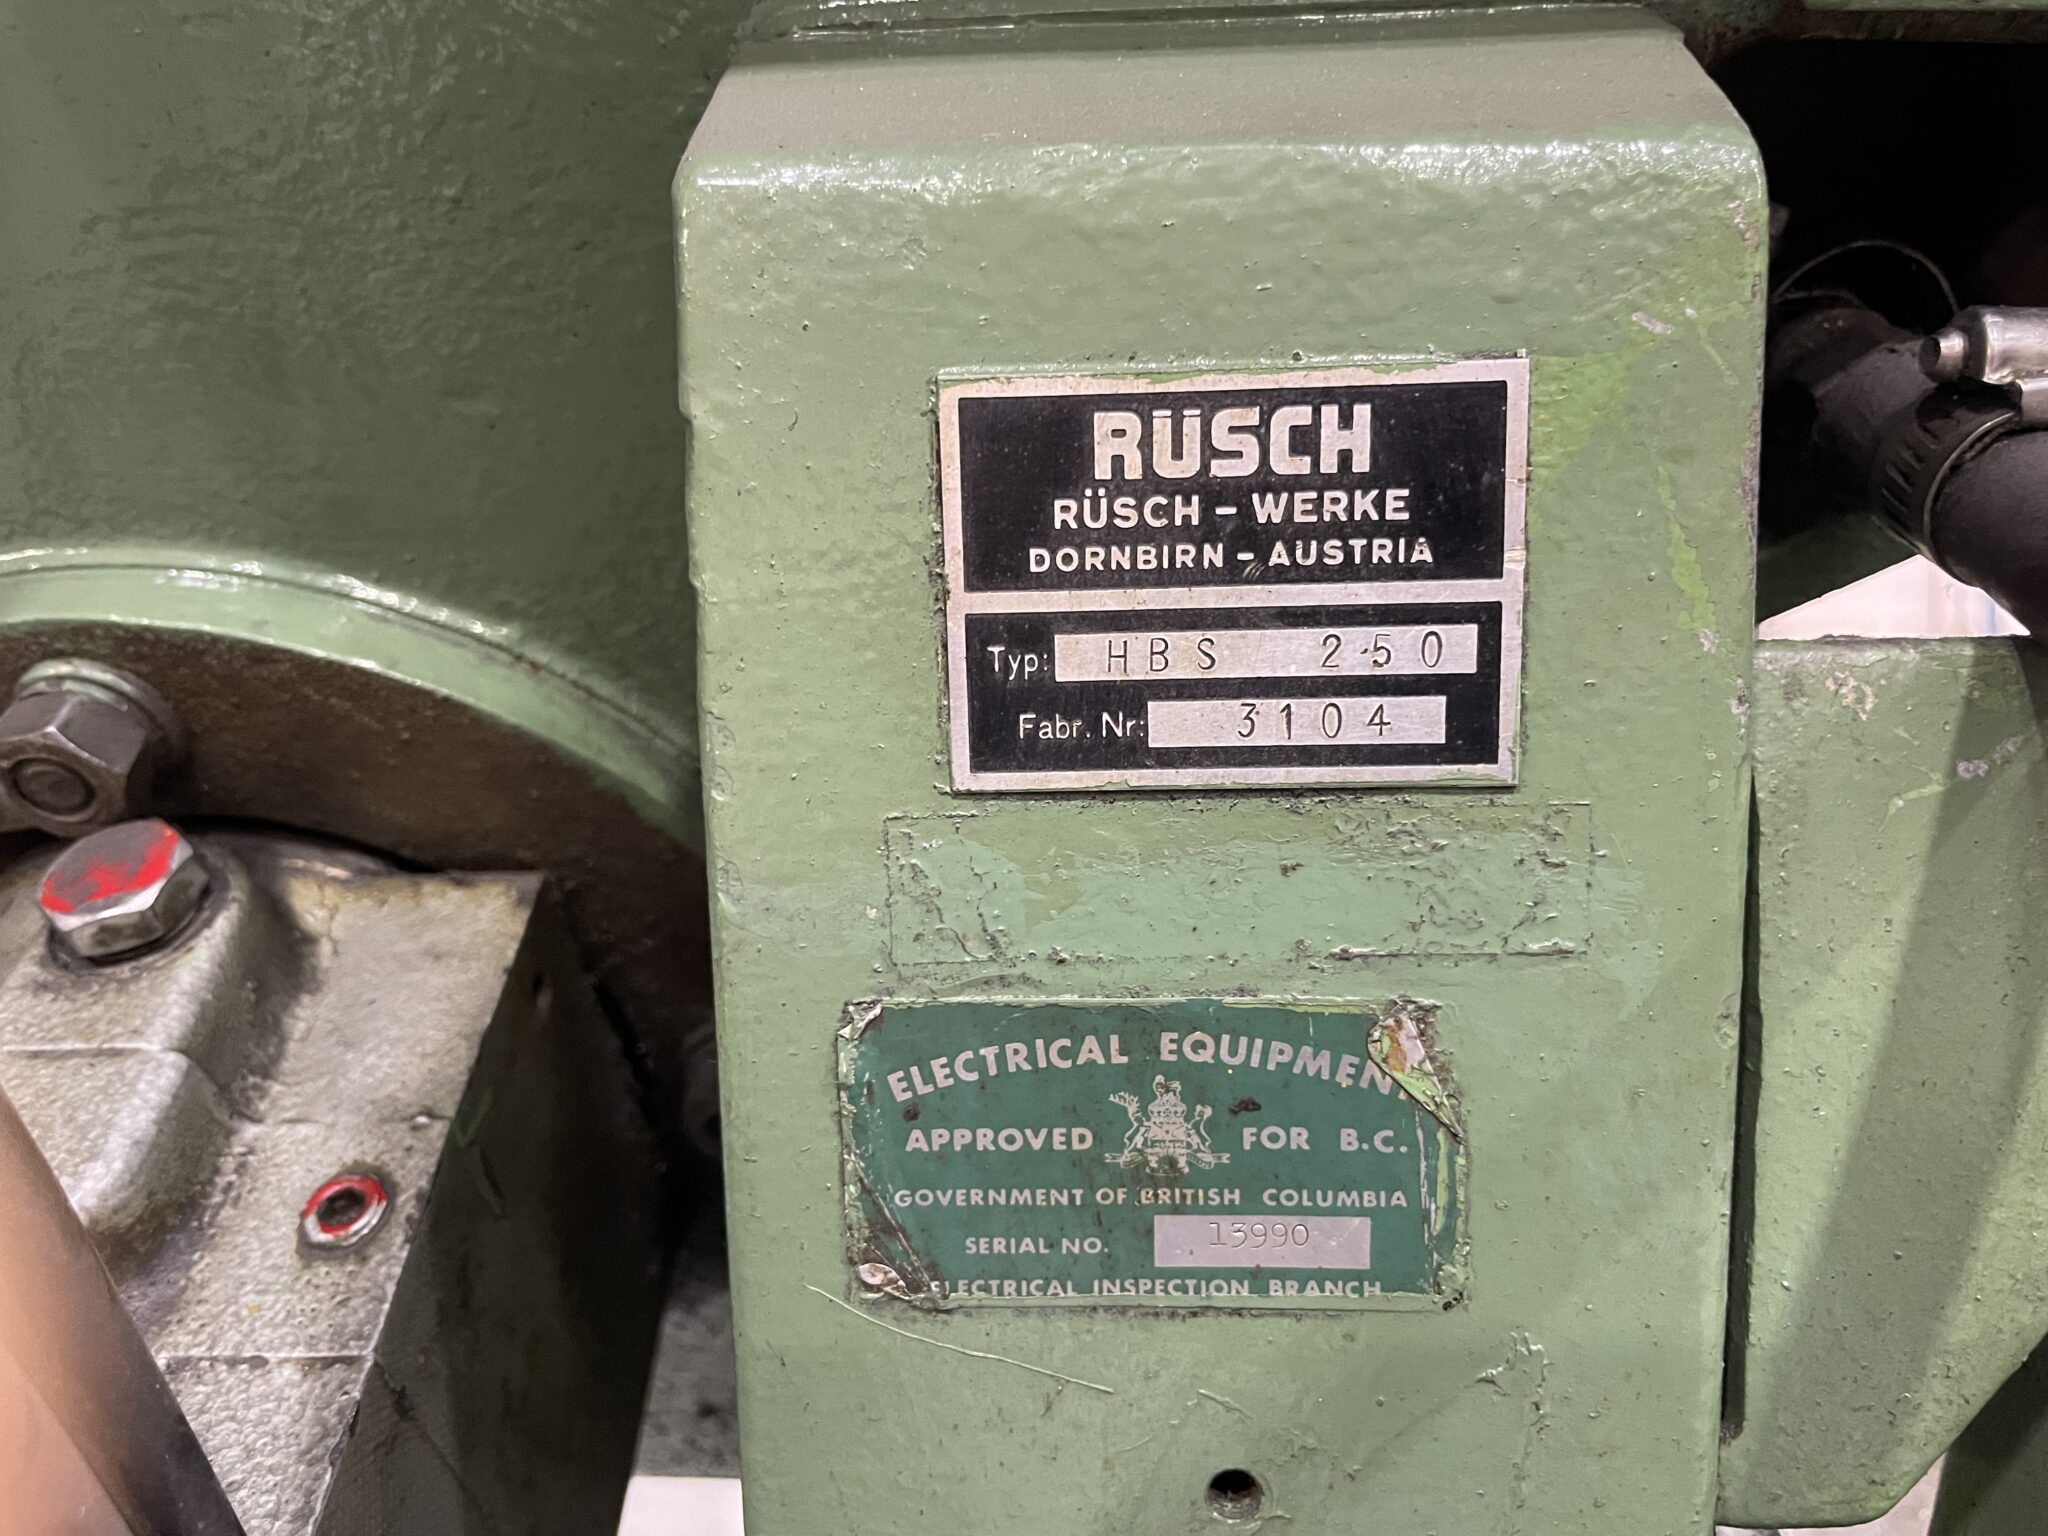 RÜSCH
RÜSCH - WERKE
DORNBIRN - AUSTRIA
Typ: HBS 250
Fabr. Nr: 3104
ELECTRICAL EQUIPMENT
APPROVED FOR B.C.
GOVERNMENT OF BRITISH COLUMBIA
SERIAL NO. 13990
ELECTRICAL INSPECTION BRANCH